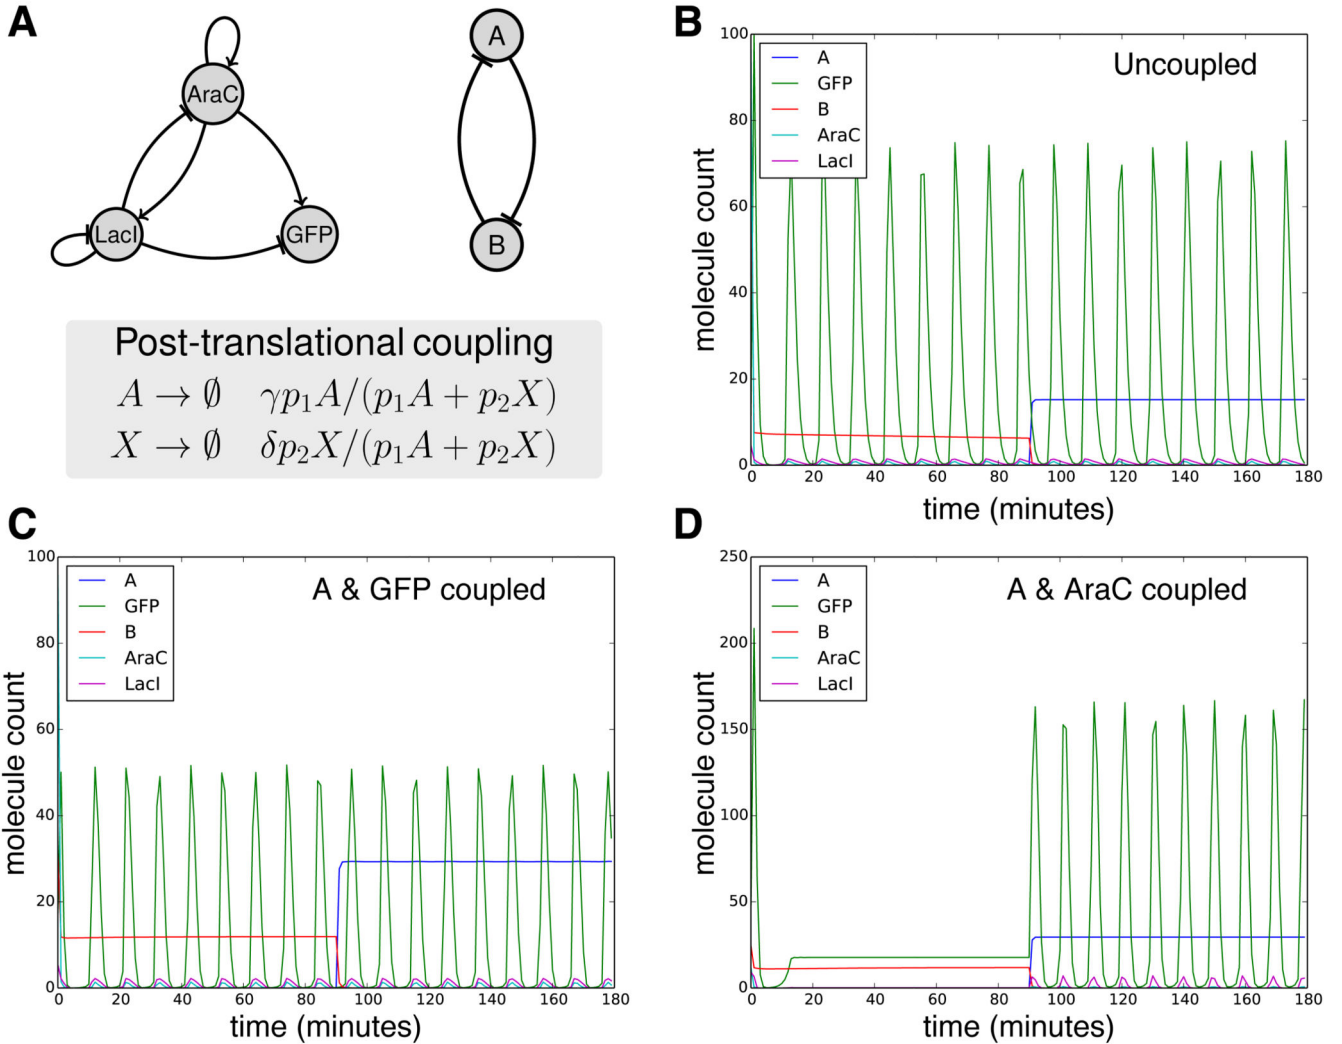 A
AraC
LacI
GFP
A
B
Post-translational coupling
A → ∅ γp₁A/(p₁A + p₂X)
X → ∅ δp₂X/(p₁A + p₂X)
B
Uncoupled
A
GFP
B
AraC
LacI
100
80
60
40
20
0
0 20 40 60 80 100 120 140 160 180
molecule count
time (minutes)
C
A & GFP coupled
A
GFP
B
AraC
LacI
100
80
60
40
20
0
0 20 40 60 80 100 120 140 160 180
molecule count
time (minutes)
D
A & AraC coupled
A
GFP
B
AraC
LacI
250
200
150
100
50
0
0 20 40 60 80 100 120 140 160 180
molecule count
time (minutes)